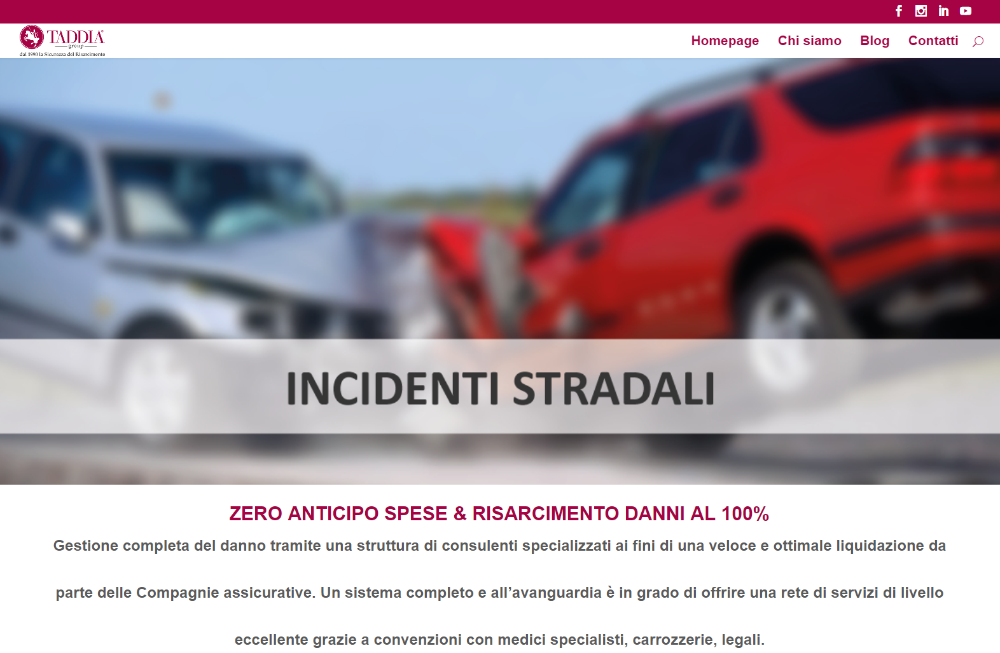 TADDIA
group
dal 1990 la Sicurezza del Risarcimento
Homepage Chi siamo Blog Contatti
INCIDENTI STRADALI
ZERO ANTICIPO SPESE & RISARCIMENTO DANNI AL 100%
Gestione completa del danno tramite una struttura di consulenti specializzati ai fini di una veloce e ottimale liquidazione da
parte delle Compagnie assicurative. Un sistema completo e all’avanguardia è in grado di offrire una rete di servizi di livello
eccellente grazie a convenzioni con medici specialisti, carrozzerie, legali.